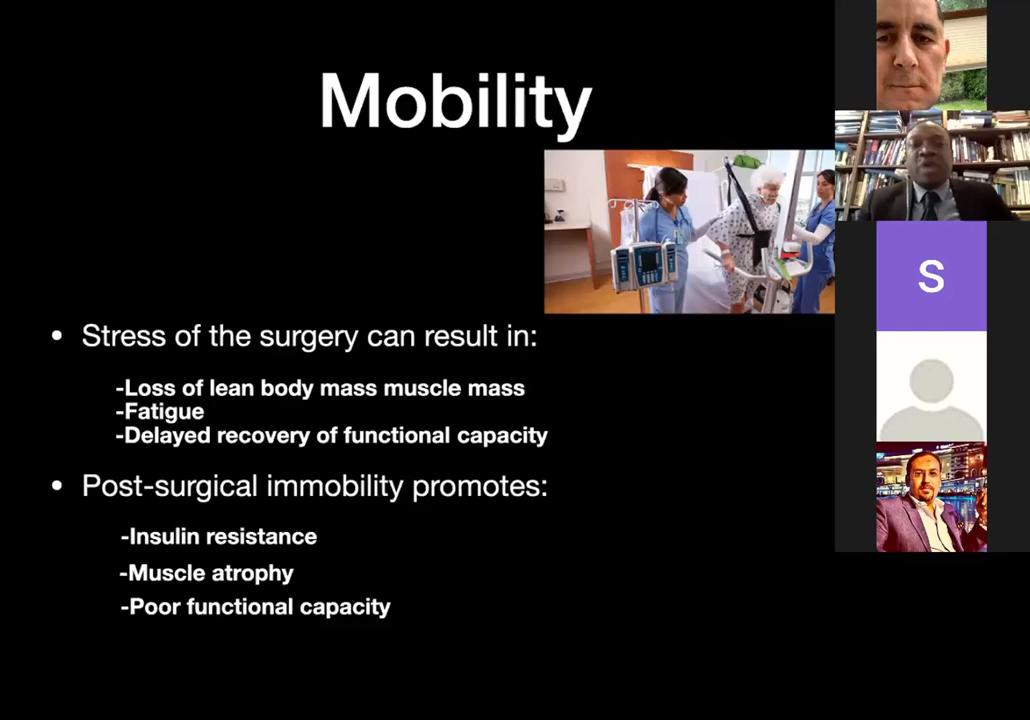 Mobility
• Stress of the surgery can result in:
-Loss of lean body mass muscle mass
-Fatigue
-Delayed recovery of functional capacity
• Post-surgical immobility promotes:
-Insulin resistance
-Muscle atrophy
-Poor functional capacity
S